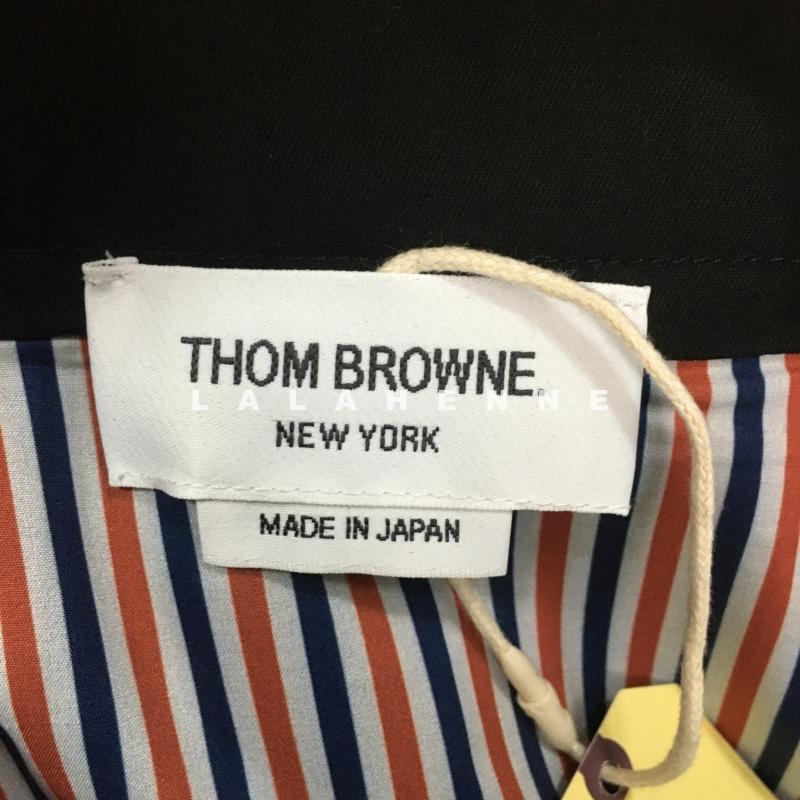 THOM BROWNE.
LALAHENNE
NEW YORK
MADE IN JAPAN